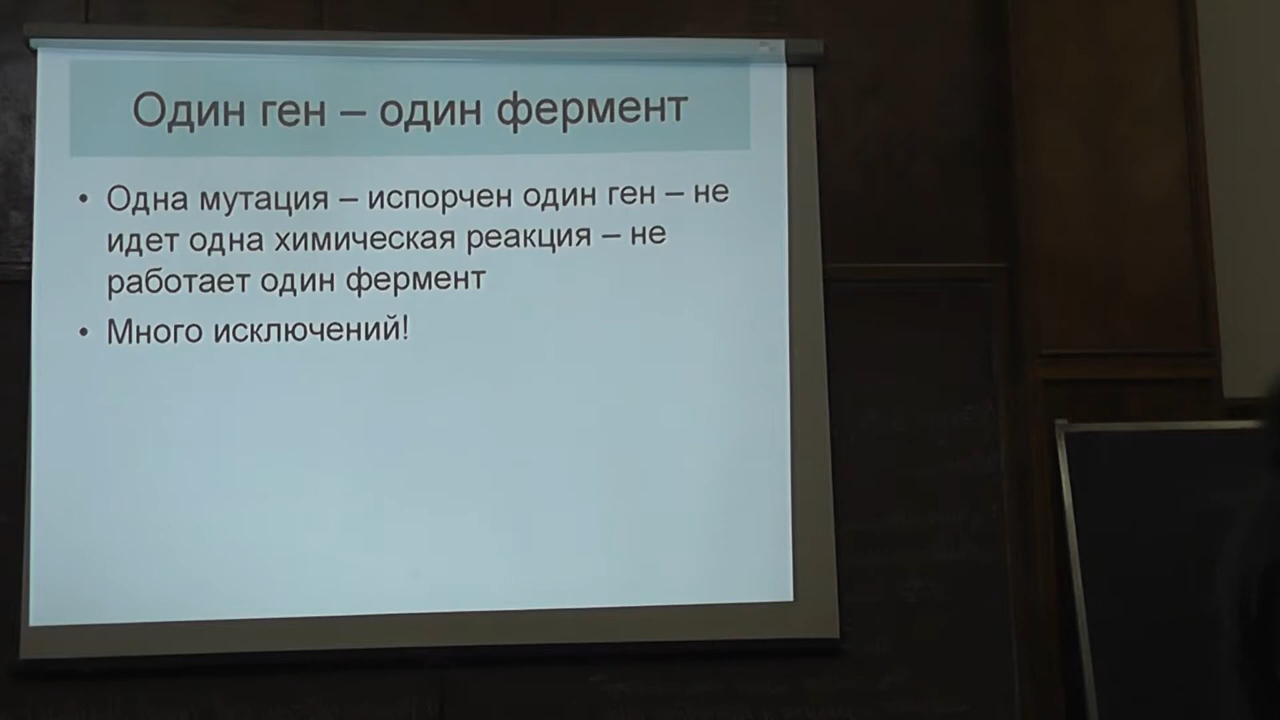 Один ген – один фермент
• Одна мутация – испорчен один ген – не
идет одна химическая реакция – не
работает один фермент
• Много исключений!